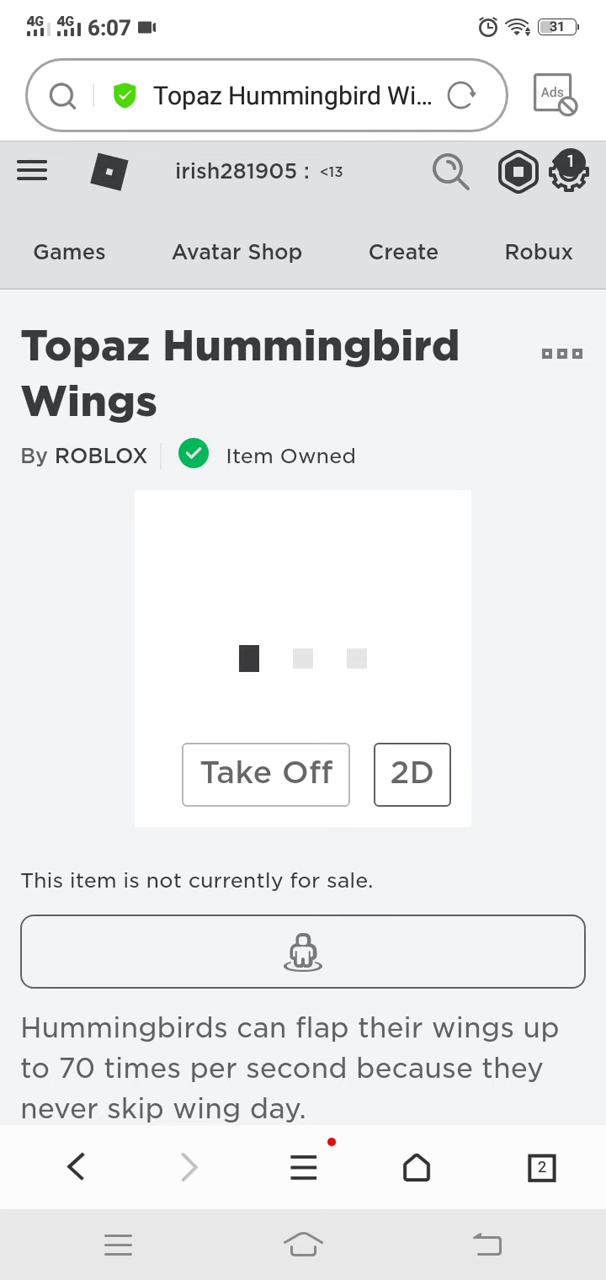 4G 4G 6:07 31
Topaz Hummingbird Wi... Ads
irish281905 : <13 1
Games Avatar Shop Create Robux
Topaz Hummingbird
Wings
By ROBLOX Item Owned
Take Off 2D
This item is not currently for sale.
Hummingbirds can flap their wings up
to 70 times per second because they
never skip wing day.
2